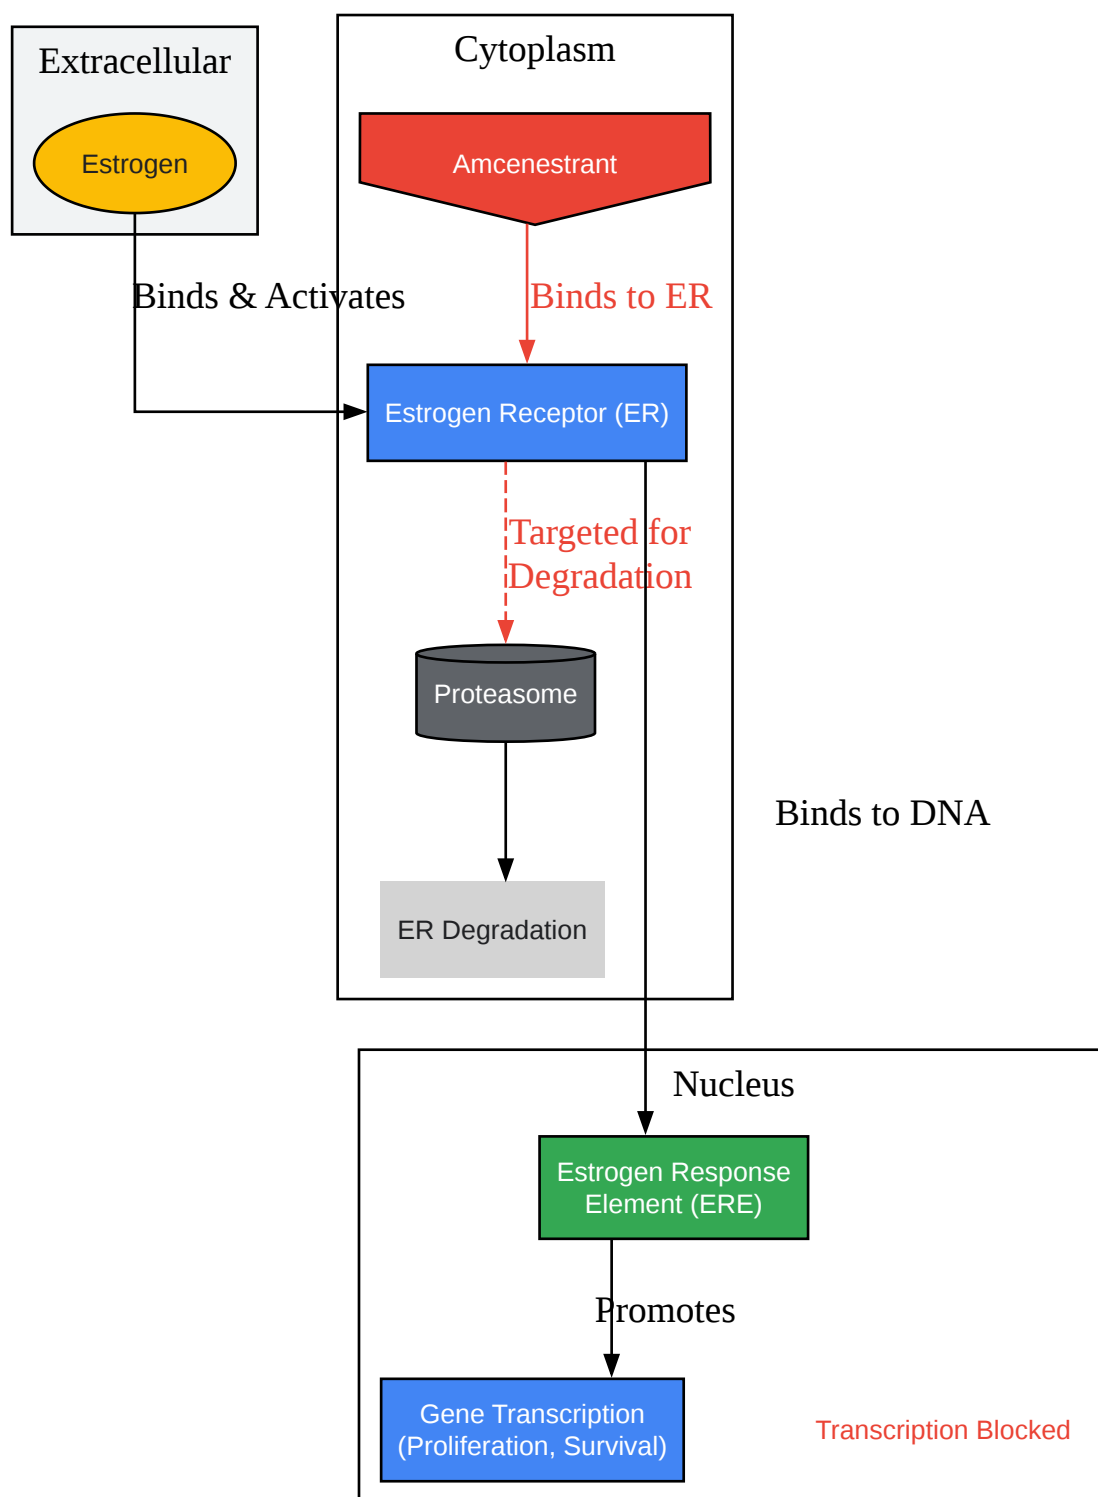 Extracellular
Estrogen
Cytoplasm
Amcenestrant
Binds & Activates
Binds to ER
Estrogen Receptor (ER)
Targeted for
Degradation
Proteasome
Binds to DNA
ER Degradation
Nucleus
Estrogen Response
Element (ERE)
Promotes
Gene Transcription
(Proliferation, Survival)
Transcription Blocked